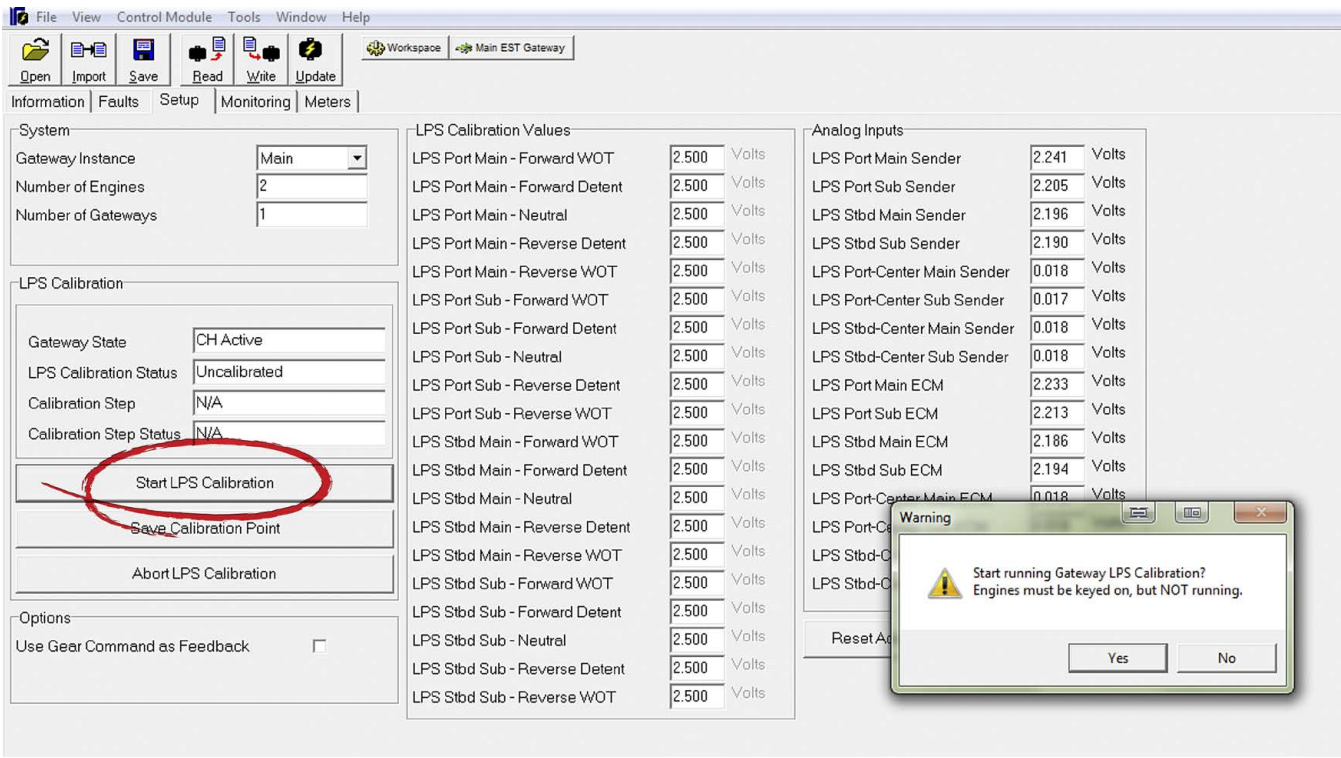 File View Control Module Tools Window Help
Workspace Main EST Gateway
Open Import Save Read Write Update
Information Faults Setup Monitoring Meters
System
Gateway Instance Main
Number of Engines 2
Number of Gateways 1
LPS Calibration
Gateway State CH Active
LPS Calibration Status Uncalibrated
Calibration Step N/A
Calibration Step Status N/A
Start LPS Calibration
Save Calibration Point
Abort LPS Calibration
Options
Use Gear Command as Feedback
LPS Calibration Values
LPS Port Main - Forward WOT 2.500 Volts
LPS Port Main - Forward Detent 2.500 Volts
LPS Port Main - Neutral 2.500 Volts
LPS Port Main - Reverse Detent 2.500 Volts
LPS Port Main - Reverse WOT 2.500 Volts
LPS Port Sub - Forward WOT 2.500 Volts
LPS Port Sub - Forward Detent 2.500 Volts
LPS Port Sub - Neutral 2.500 Volts
LPS Port Sub - Reverse Detent 2.500 Volts
LPS Port Sub - Reverse WOT 2.500 Volts
LPS Stbd Main - Forward WOT 2.500 Volts
LPS Stbd Main - Forward Detent 2.500 Volts
LPS Stbd Main - Neutral 2.500 Volts
LPS Stbd Main - Reverse Detent 2.500 Volts
LPS Stbd Main - Reverse WOT 2.500 Volts
LPS Stbd Sub - Forward WOT 2.500 Volts
LPS Stbd Sub - Forward Detent 2.500 Volts
LPS Stbd Sub - Neutral 2.500 Volts
LPS Stbd Sub - Reverse Detent 2.500 Volts
LPS Stbd Sub - Reverse WOT 2.500 Volts
Analog Inputs
LPS Port Main Sender 2.241 Volts
LPS Port Sub Sender 2.205 Volts
LPS Stbd Main Sender 2.196 Volts
LPS Stbd Sub Sender 2.190 Volts
LPS Port-Center Main Sender 0.018 Volts
LPS Port-Center Sub Sender 0.017 Volts
LPS Stbd-Center Main Sender 0.018 Volts
LPS Stbd-Center Sub Sender 0.018 Volts
LPS Port Main ECM 2.233 Volts
LPS Port Sub ECM 2.213 Volts
LPS Stbd Main ECM 2.186 Volts
LPS Stbd Sub ECM 2.194 Volts
LPS Port-Center Main ECM 0.018 Volts
LPS Port-Ce
LPS Stbd-C
LPS Stbd-C
Reset Ad
Warning
Start running Gateway LPS Calibration?
Engines must be keyed on, but NOT running.
Yes No